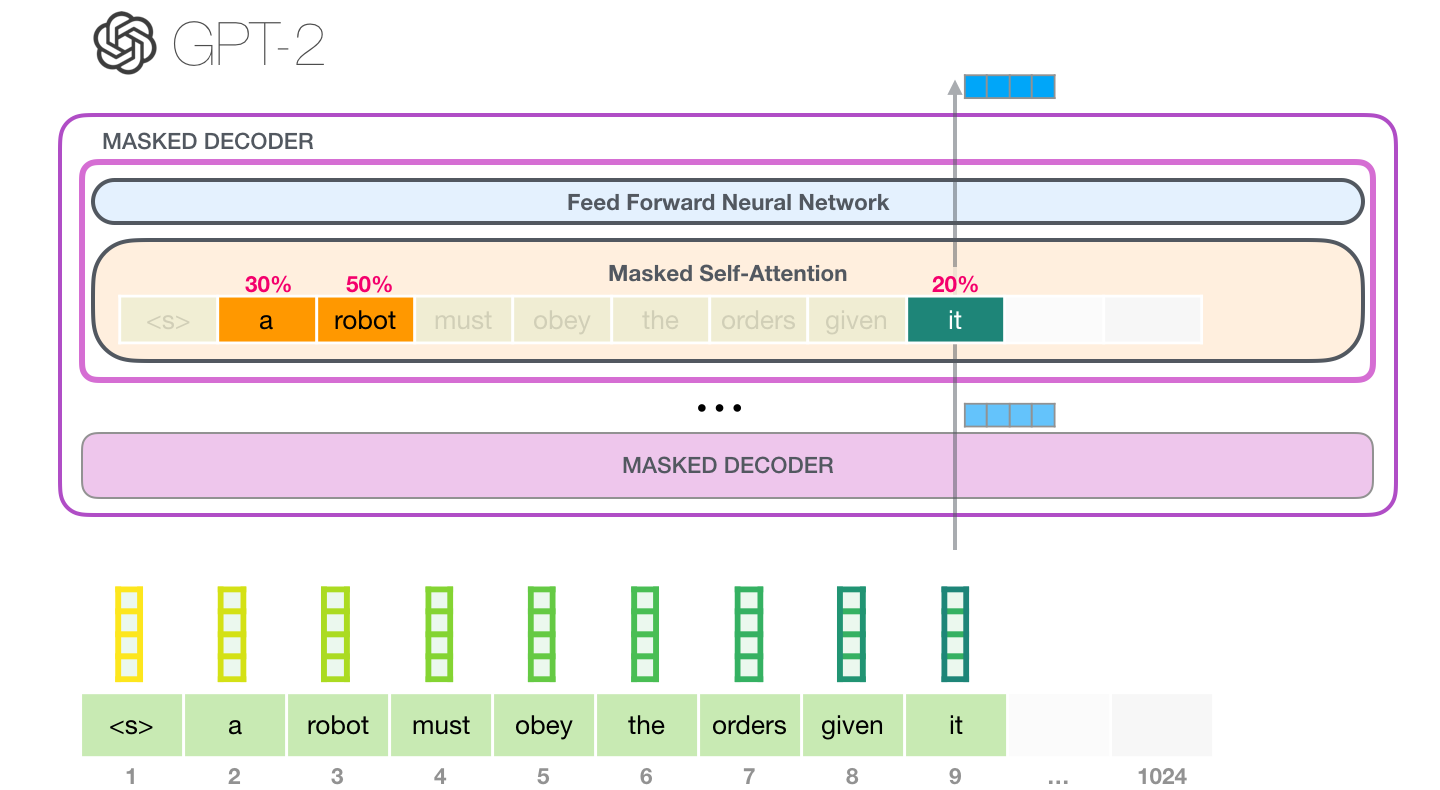 GPT-2
MASKED DECODER
Feed Forward Neural Network
Masked Self-Attention
30% 50% 20%
<s> a robot must obey the orders given it
...
MASKED DECODER
<s> a robot must obey the orders given it
1 2 3 4 5 6 7 8 9 ... 1024